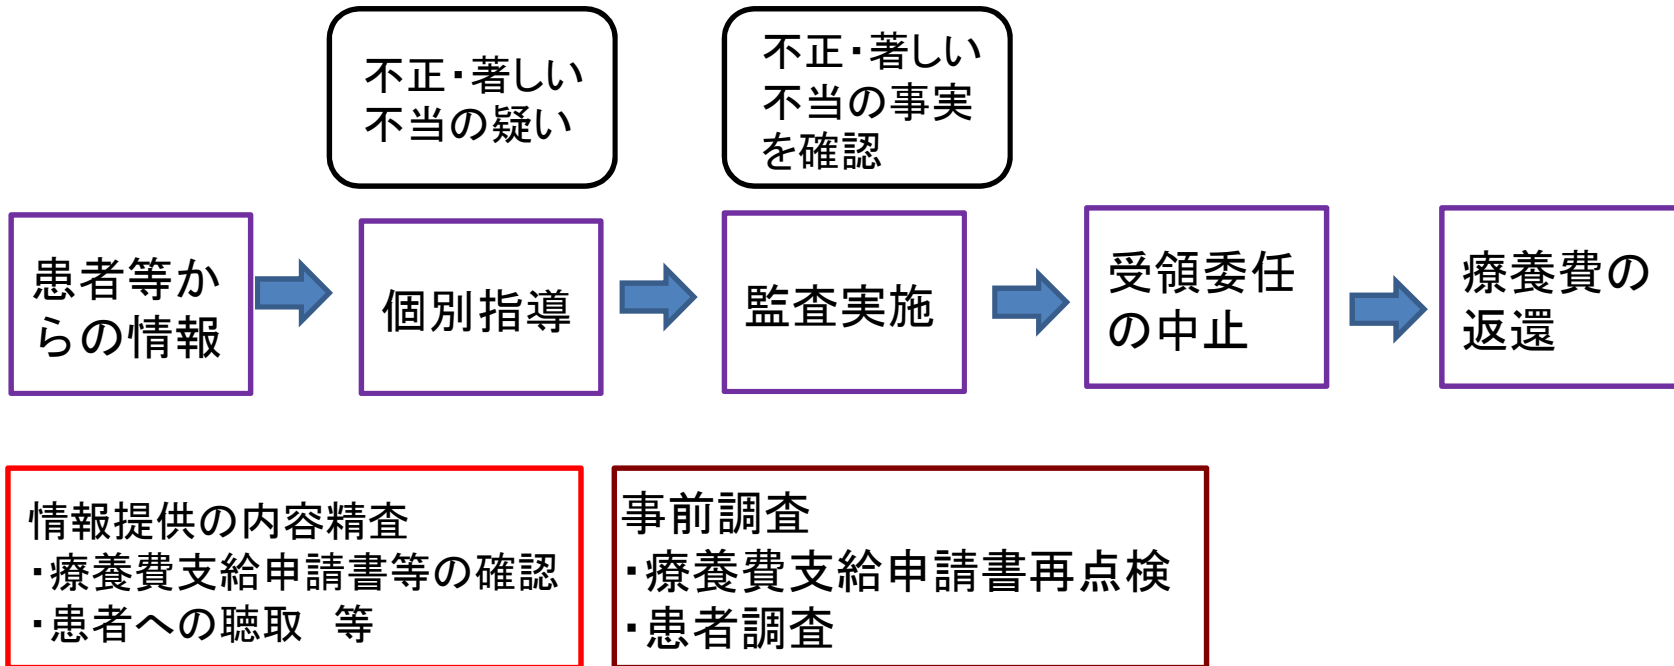 不正・著しい
不当の疑い
不正・著しい
不当の事実
を確認
患者等か
らの情報
個別指導
監査実施
受領委任
の中止
療養費の
返還
情報提供の内容精査
・療養費支給申請書等の確認
・患者への聴取　等
事前調査
・療養費支給申請書再点検
・患者調査